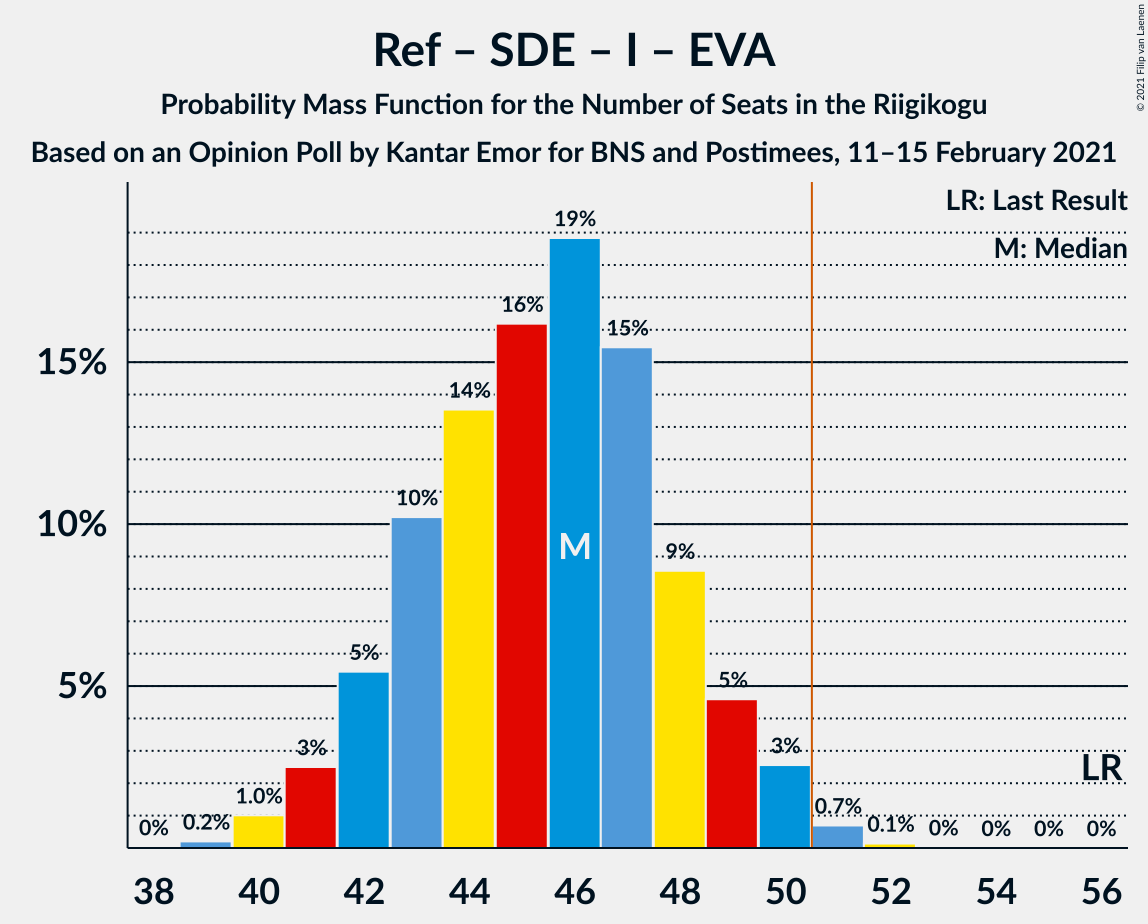 Ref – SDE – I – EVA
Probability Mass Function for the Number of Seats in the Riigikogu
Based on an Opinion Poll by Kantar Emor for BNS and Postimees, 11–15 February 2021
© 2021 Filip van Laenen
LR: Last Result
M: Median
15%
10%
5%
0%
0.2%
1.0%
3%
5%
10%
14%
16%
19%
15%
9%
5%
3%
0.7%
0.1%
0%
0%
0%
0%
M
LR
38 40 42 44 46 48 50 52 54 56